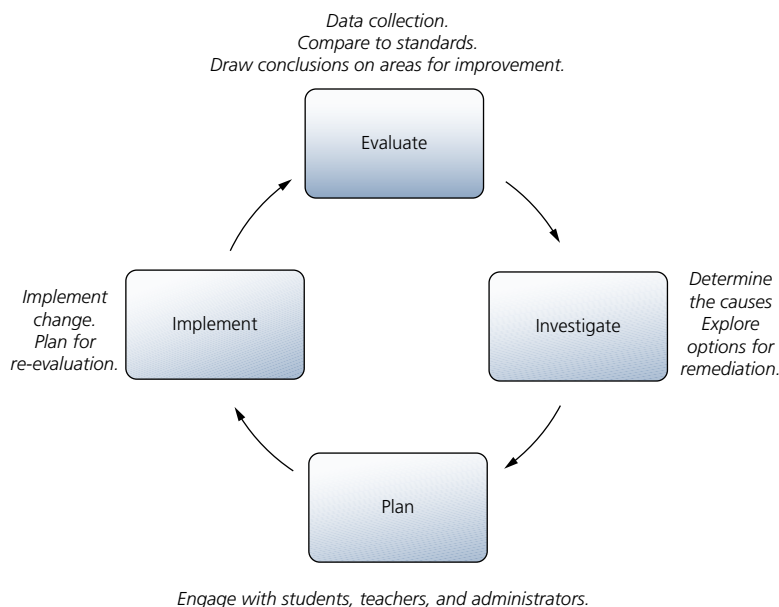 Data collection.
Compare to standards.
Draw conclusions on areas for improvement.
Evaluate
Implement
change.
Plan for
re-evaluation.
Implement
Investigate
Determine
the causes
Explore
options for
remediation.
Plan
Engage with students, teachers, and administrators.